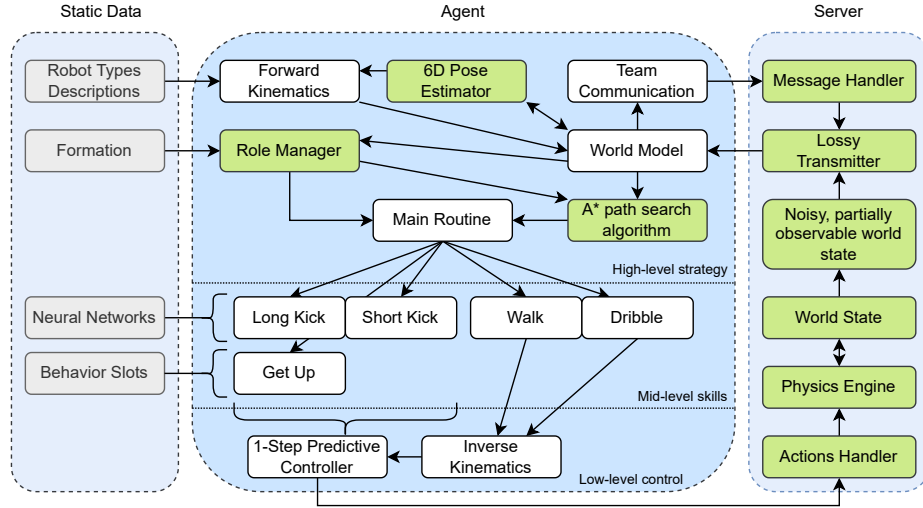 Static Data
Agent
Server
Robot Types
Descriptions
Forward
Kinematics
6D Pose
Estimator
Team
Communication
Message Handler
Formation
Role Manager
World Model
Lossy
Transmitter
Main Routine
A* path search
algorithm
Noisy, partially
observable world
state
High-level strategy
Neural Networks
Long Kick
Short Kick
Walk
Dribble
World State
Behavior Slots
Get Up
Physics Engine
Mid-level skills
1-Step Predictive
Controller
Inverse
Kinematics
Actions Handler
Low-level control